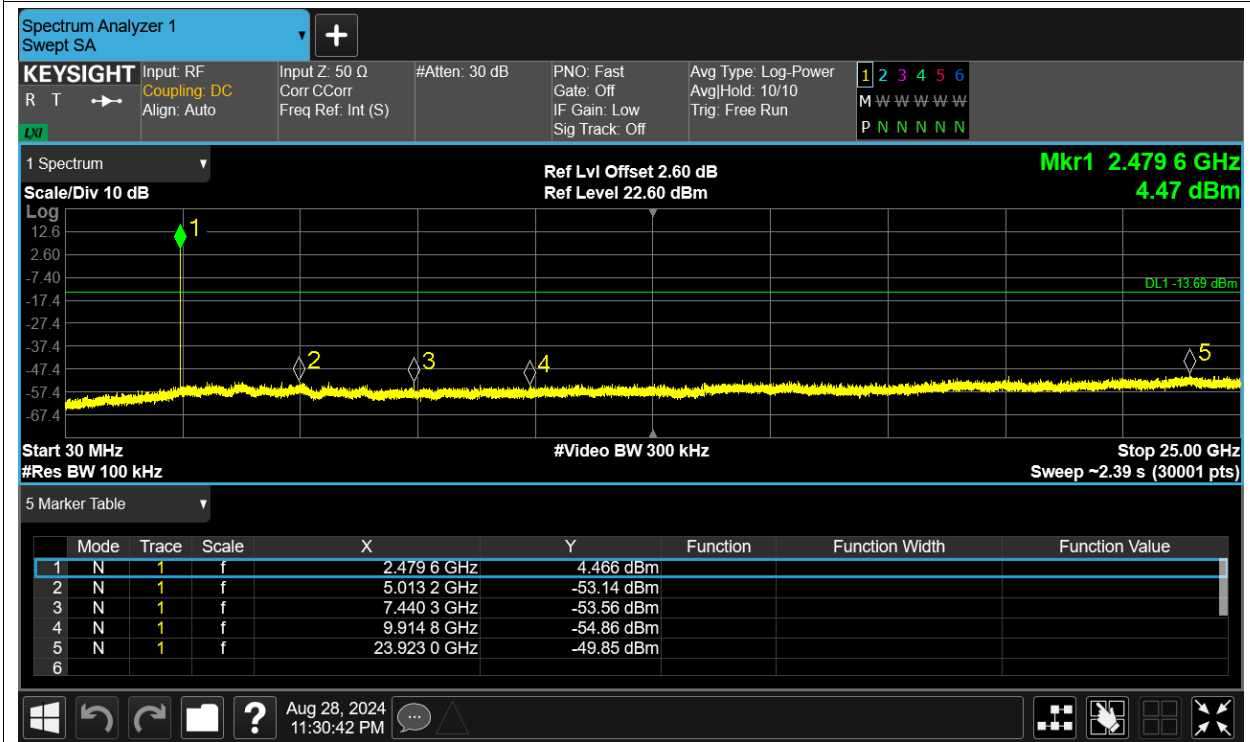 Spectrum Analyzer 1
Swept SA
+
KEYSIGHT Input: RF Input Z: 50 Ω #Atten: 30 dB PNO: Fast Avg Type: Log-Power 1 2 3 4 5 6
R T Coupling: DC Corr CCorr Gate: Off Avg|Hold: 10/10 M W W W W W
Align: Auto Freq Ref: Int (S) IF Gain: Low Trig: Free Run
LXI Sig Track: Off P N N N N N
1 Spectrum Ref Lvl Offset 2.60 dB Mkr1 2.479 6 GHz
Scale/Div 10 dB Ref Level 22.60 dBm 4.47 dBm
Log
1
12.6
2.60
-7.40
DL1 -13.69 dBm
-17.4
-27.4
-37.4
2 3 4 5
-47.4
-57.4
-67.4
Start 30 MHz #Video BW 300 kHz Stop 25.00 GHz
#Res BW 100 kHz Sweep ~2.39 s (30001 pts)
5 Marker Table
Mode Trace Scale X Y Function Function Width Function Value
1 N 1 f 2.479 6 GHz 4.466 dBm
2 N 1 f 5.013 2 GHz -53.14 dBm
3 N 1 f 7.440 3 GHz -53.56 dBm
4 N 1 f 9.914 8 GHz -54.86 dBm
5 N 1 f 23.923 0 GHz -49.85 dBm
6
? Aug 28, 2024
11:30:42 PM